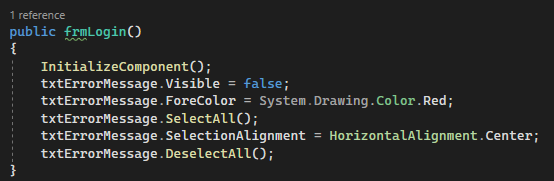 1 reference
public frmLogin()
{
InitializeComponent();
txtErrorMessage.Visible = false;
txtErrorMessage.ForeColor = System.Drawing.Color.Red;
txtErrorMessage.SelectAll();
txtErrorMessage.SelectionAlignment = HorizontalAlignment.Center;
txtErrorMessage.DeselectAll();
}